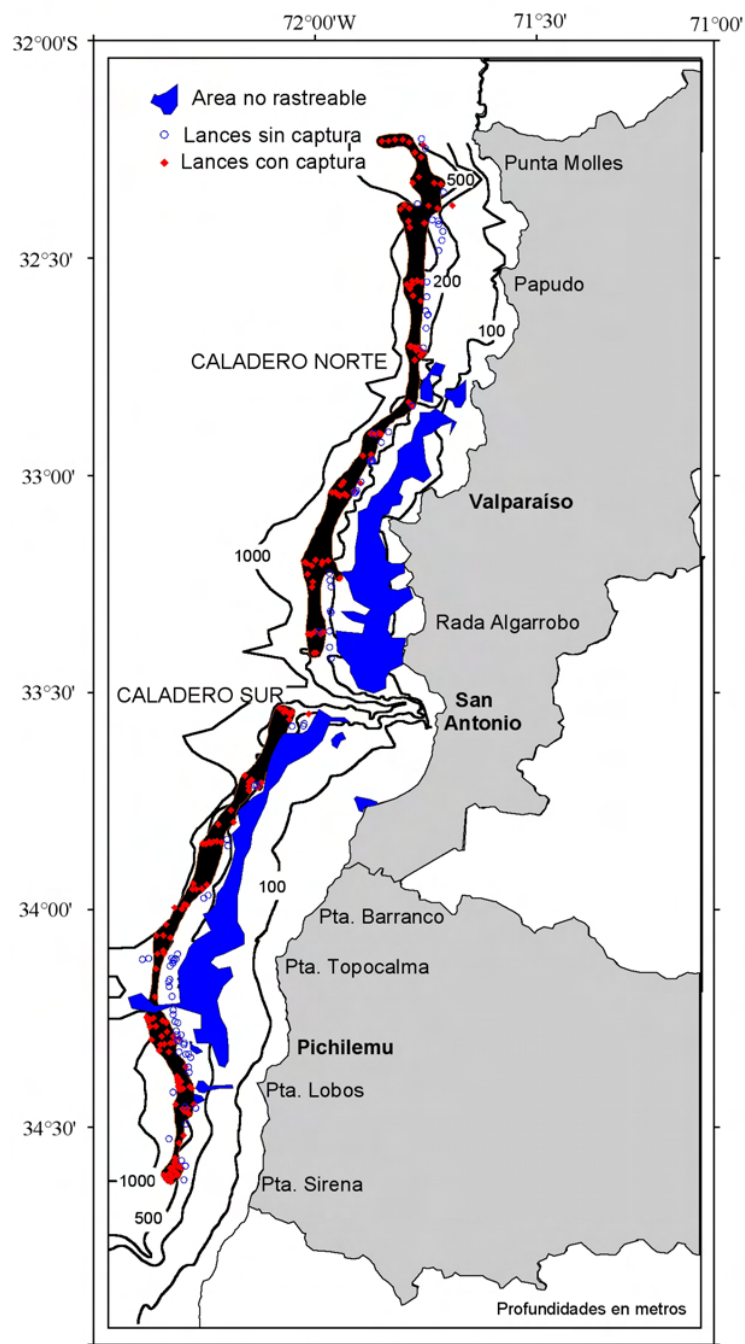 72°00'W 71°30' 71°00'
32°00'S
Area no rastreable
Lances sin captura
Lances con captura
Punta Molles
500
32°30'
200
Papudo
100
CALADERO NORTE
33°00'
Valparaíso
1000
Rada Algarrobo
33°30'
CALADERO SUR
San
Antonio
100
34°00'
Pta. Barranco
Pta. Topocalma
Pichilemu
Pta. Lobos
34°30'
1000
Pta. Sirena
500
Profundidades en metros